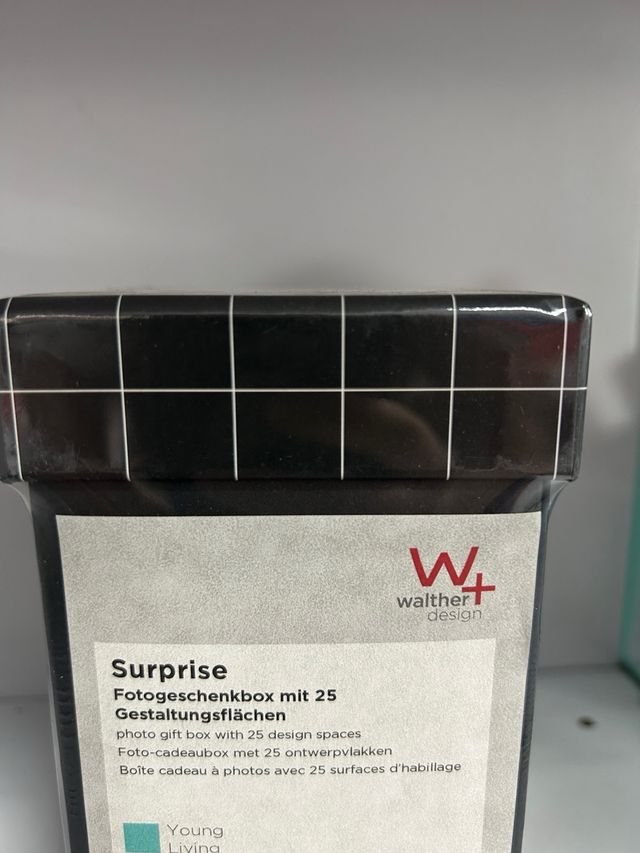 W+
walther
design
Surprise
Fotogeschenkbox mit 25
Gestaltungsflächen
photo gift box with 25 design spaces
Foto-cadeaubox met 25 ontwerpvlakken
Boîte cadeau à photos avec 25 surfaces d'habillage
Young
Living